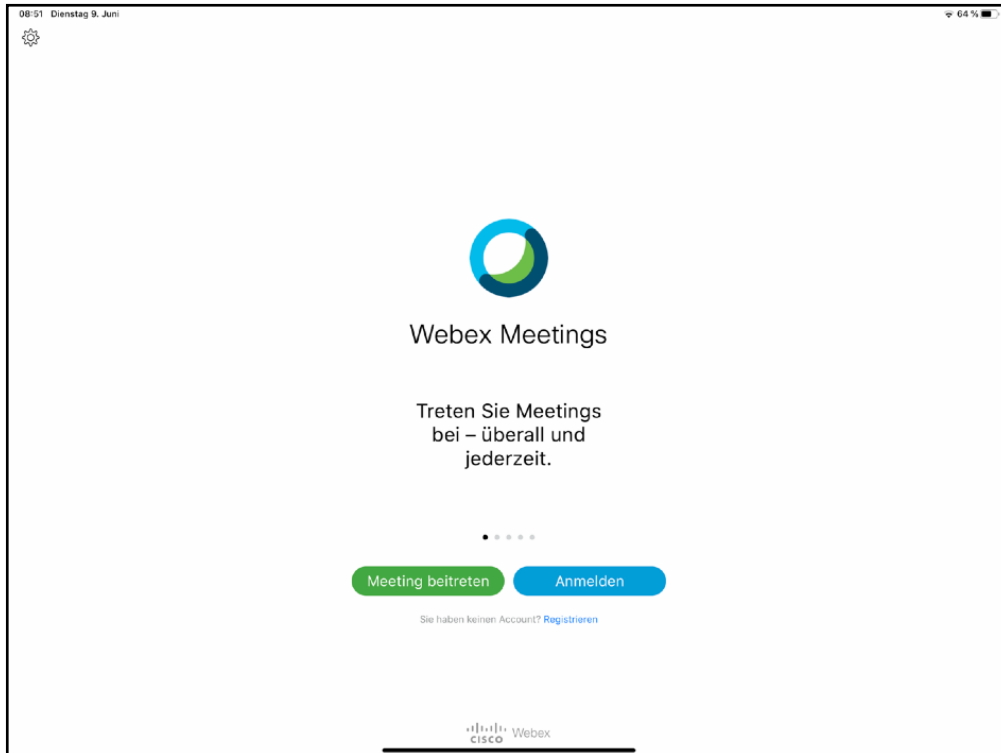 08:51 Dienstag 9. Juni
64 %
Webex Meetings
Treten Sie Meetings
bei – überall und
jederzeit.
Meeting beitreten
Anmelden
Sie haben keinen Account? Registrieren
CISCO Webex